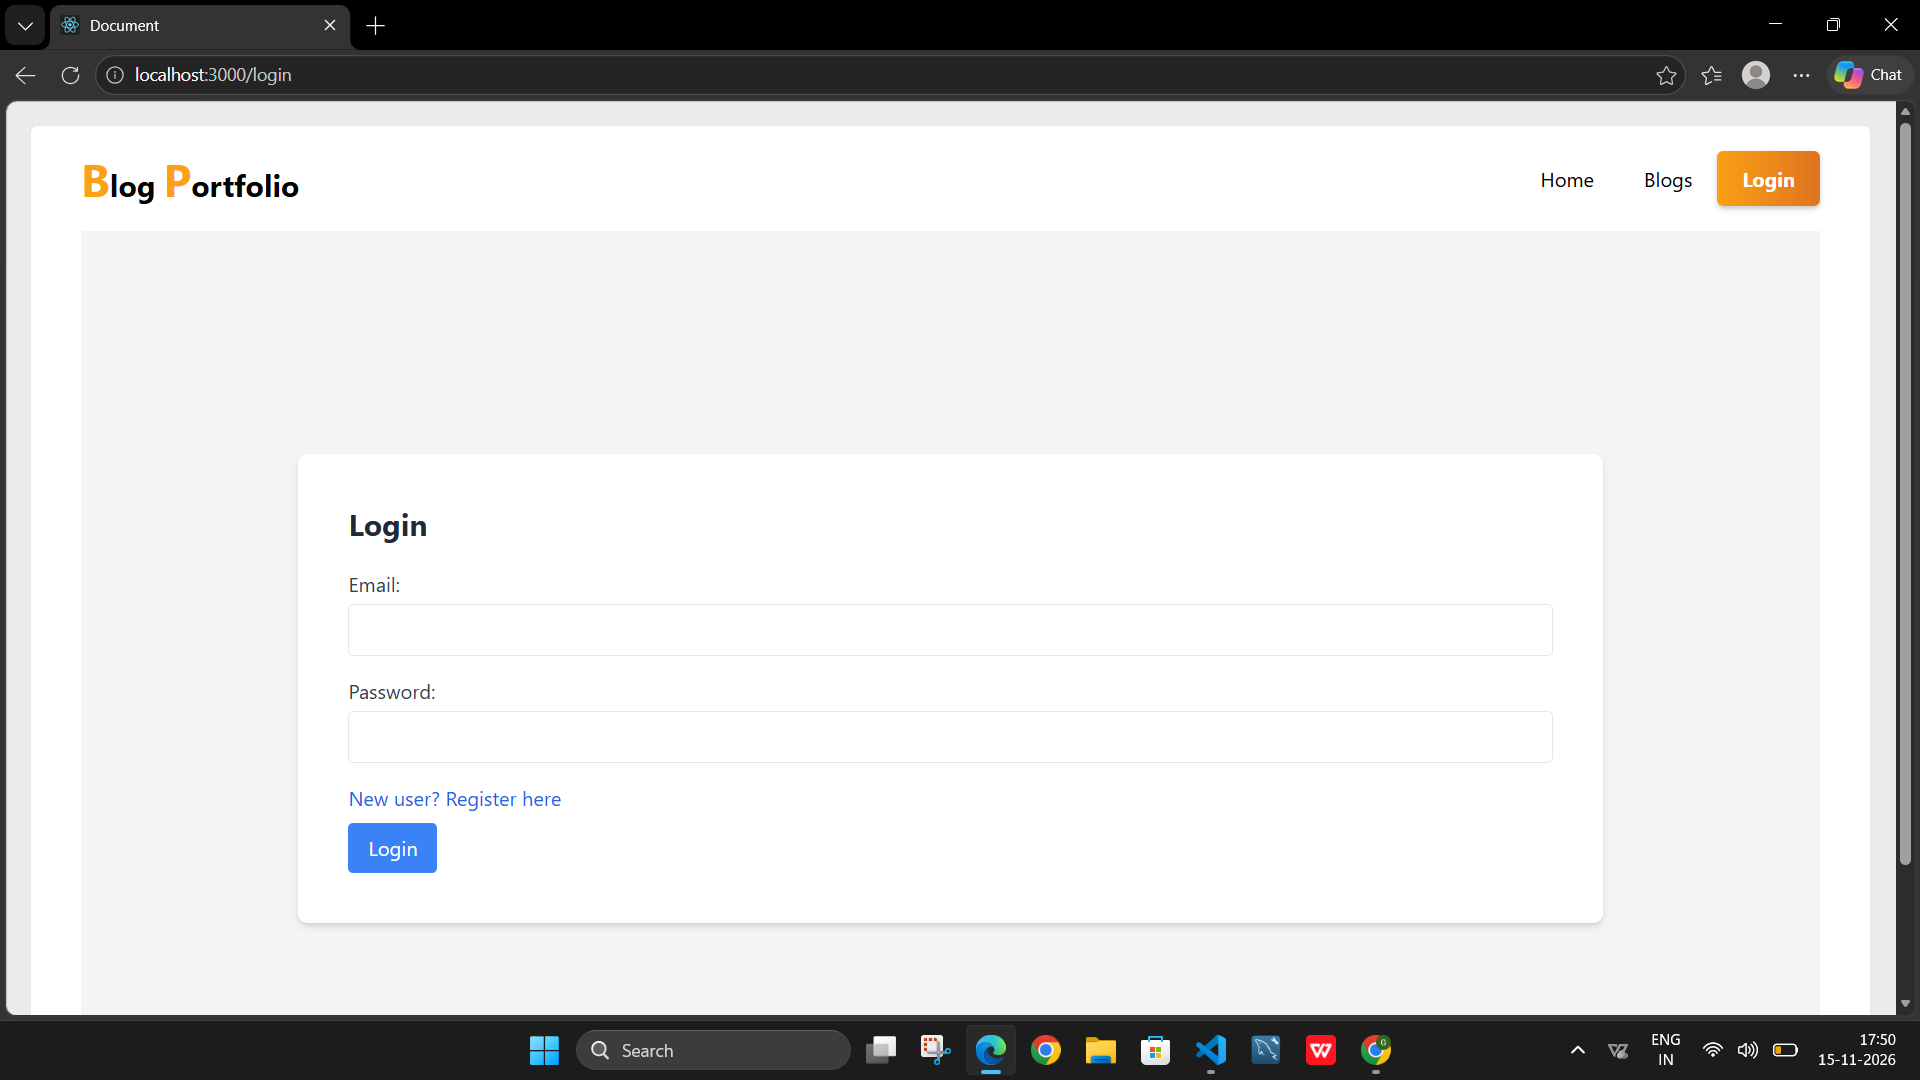 Document
localhost:3000/login
Chat
Blog Portfolio
Home
Blogs
Login
Login
Email:
Password:
New user? Register here
Login
Search
ENG
IN
17:50
15-11-2026